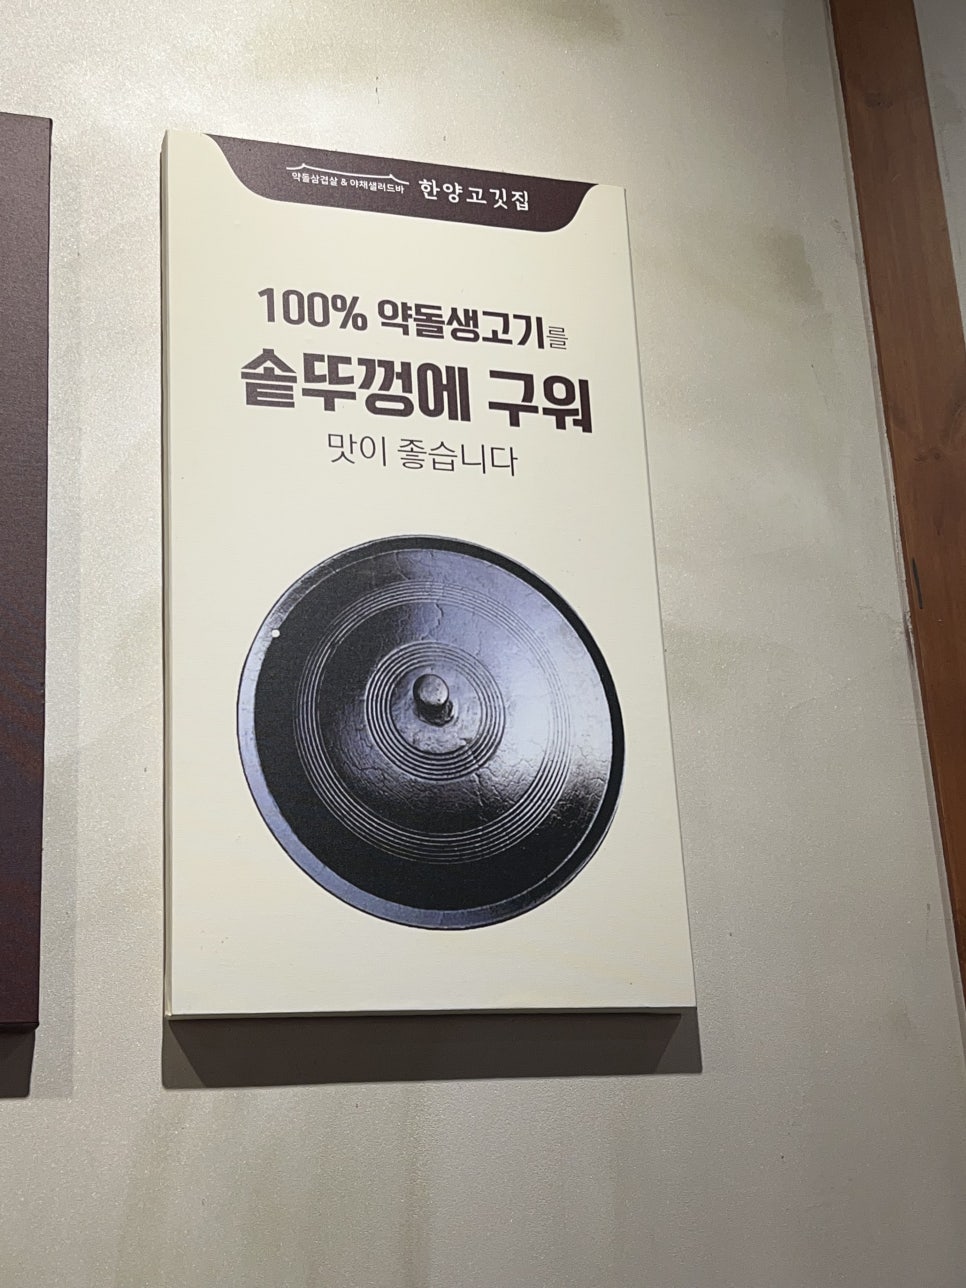 약돌삼겹살 & 야채샐러드바 한양고깃집
100% 약돌생고기를
솥뚜껑에 구워
맛이 좋습니다